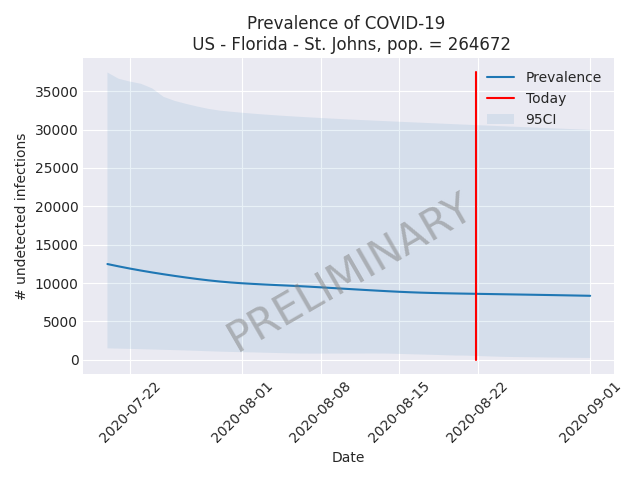 Prevalence of COVID-19
US - Florida - St. Johns, pop. = 264672
Prevalence
Today
95CI
35000
30000
25000
20000
15000
10000
5000
0
# undetected infections
PRELIMINARY
2020-07-22
2020-08-01
2020-08-08
2020-08-15
2020-08-22
2020-09-01
Date